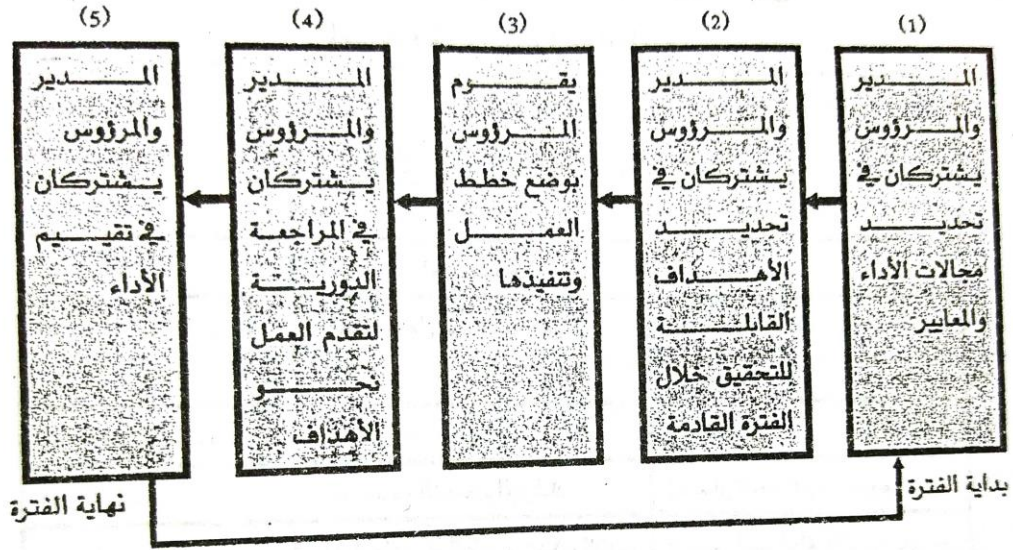 (1)
المدير
والمرؤوس
يشتركان في
تحديد
مجالات الأداء
والمعايير
(2)
المدير
والمرؤوس
يشتركان في
تحديد
الأهداف
القابلة
للتحقيق خلال
الفترة القادمة
(3)
يقوم
المرؤوس
بوضع خطط
العمل
وتنفيذها
(4)
المدير
والمرؤوس
يشتركان
في المراجعة
الدورية
لتقدم العمل
نحو
الأهداف
(5)
المدير
والمرؤوس
يشتركان
في تقييم
الأداء
بداية الفترة
نهاية الفترة